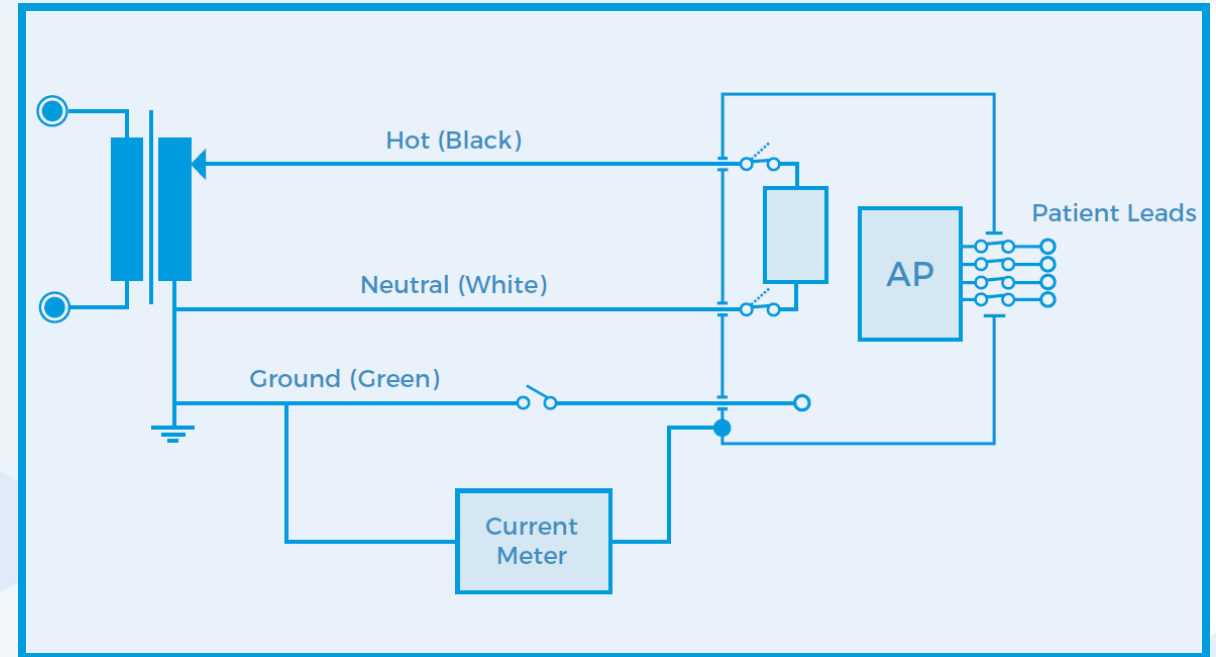 Hot (Black)
Patient Leads
AP
Neutral (White)
Ground (Green)
Current
Meter